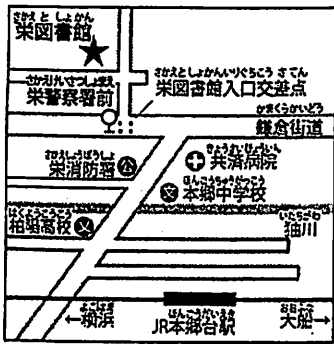 さかえ と しょかん
栄図書館
さかえけいさつしょまえ
栄警察署前
さかえとしょかんいりぐちこう さてん
栄図書館入口交差点
かまくらかいどう
鎌倉街道
さかえしょうぼうしょ
栄消防署
きょうさいびょういん
共済病院
ほんごうちゅうがっこう
文 本郷中学校
はくようこうこう
柏陽高校 文
いたちがわ
川
よこはま
←横浜
ほんごうだいえき
JR本郷台駅
おおふな
大船→